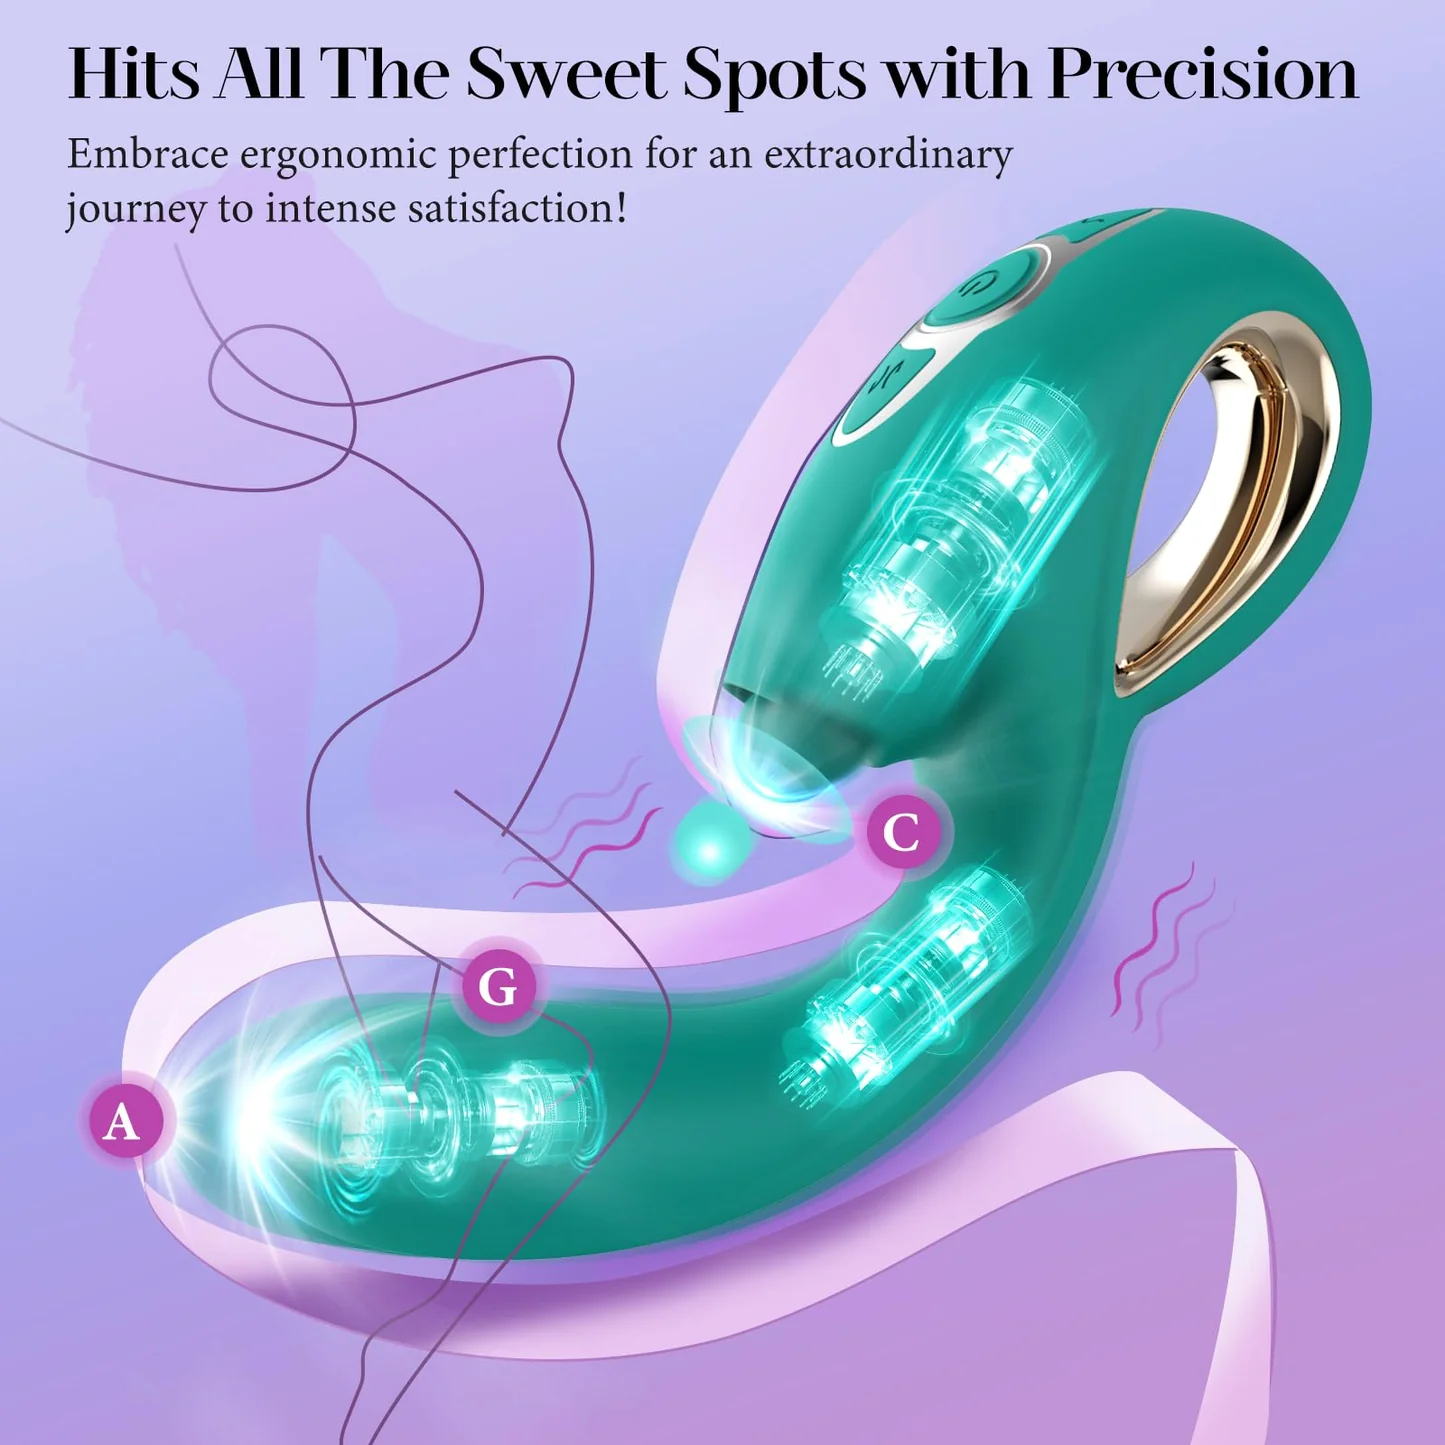 Hits All The Sweet Spots with Precision
Embrace ergonomic perfection for an extraordinary
journey to intense satisfaction!
C
G
A